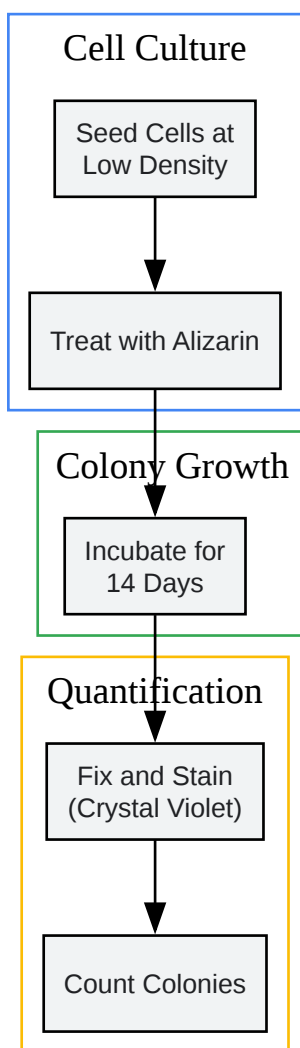 Cell Culture
Seed Cells at
Low Density
Treat with Alizarin
Colony Growth
Incubate for
14 Days
Quantification
Fix and Stain
(Crystal Violet)
Count Colonies